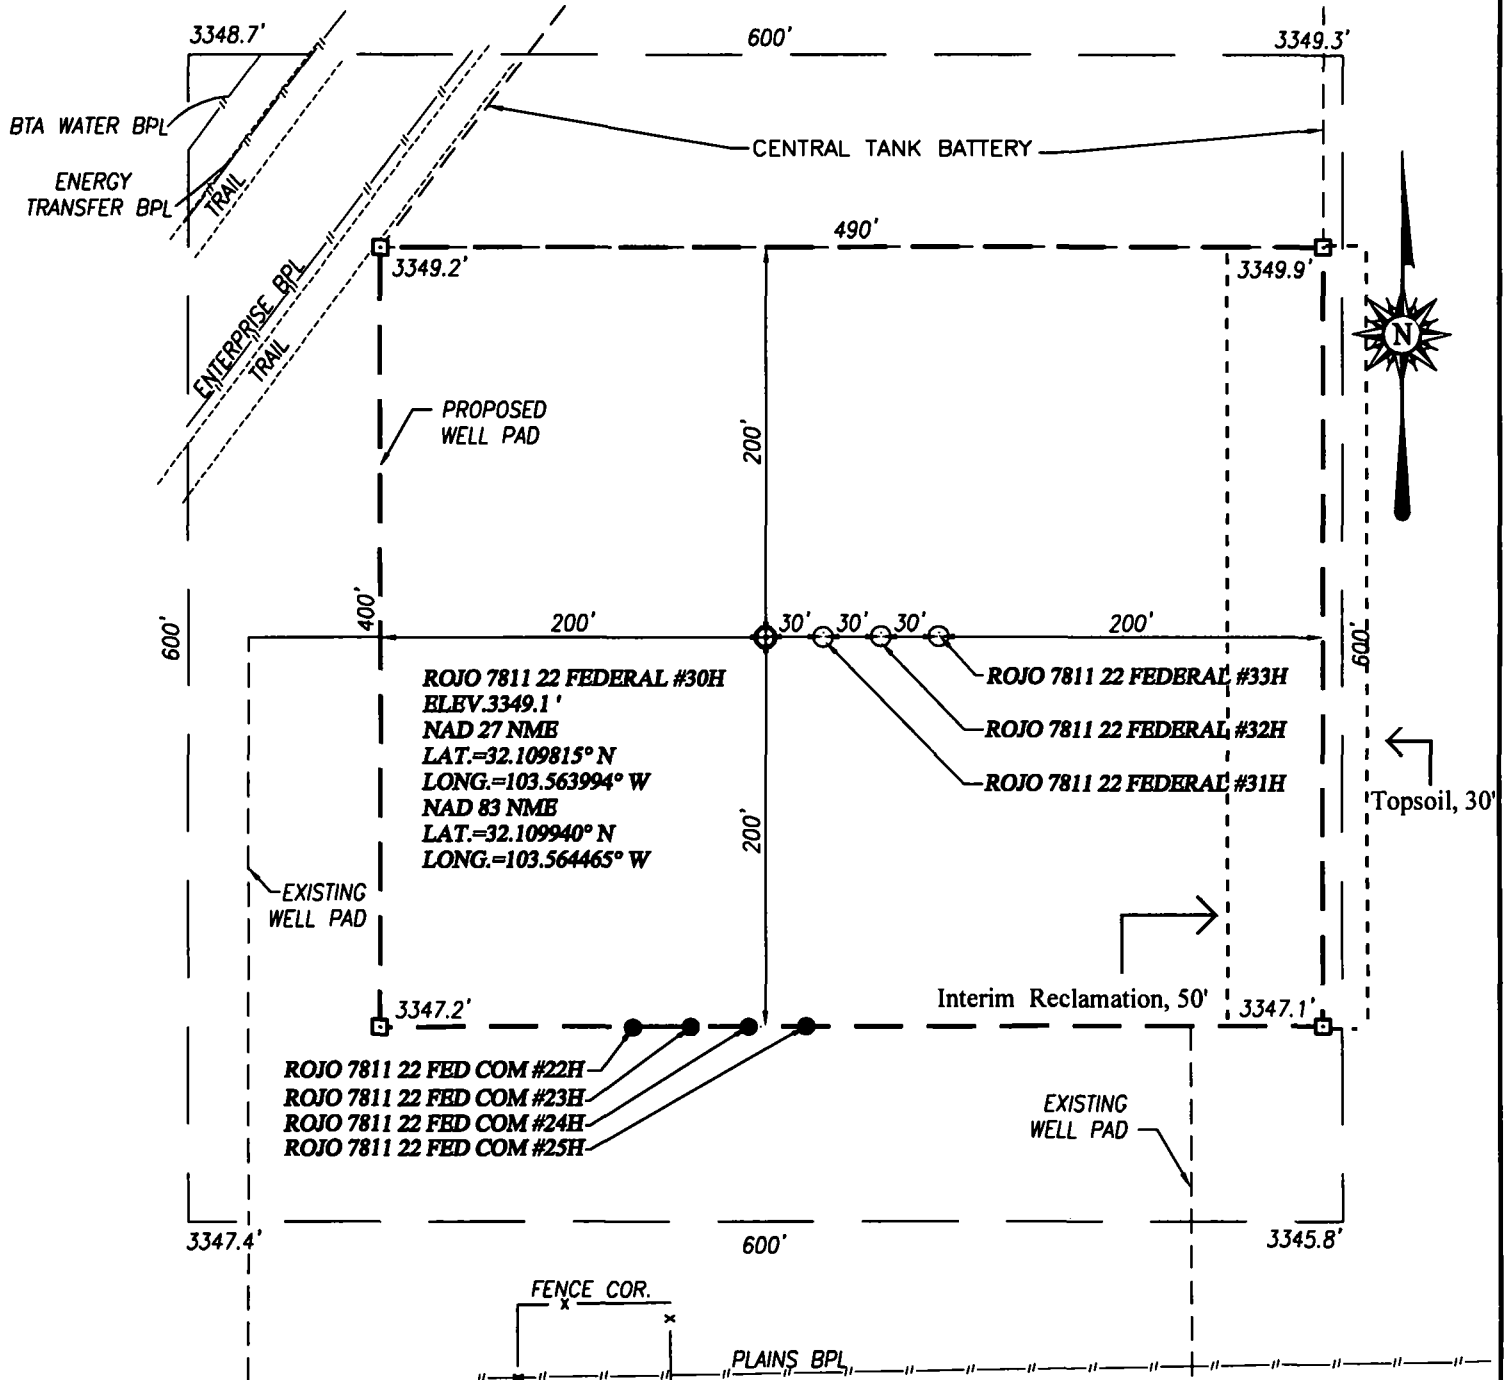 3348.7'
600'
3349.3'
BTA WATER BPL
CENTRAL TANK BATTERY
ENERGY
TRANSFER BPL
TRAIL
490'
3349.2'
3349.9'
ENTERPRISE BPL
TRAIL
N
PROPOSED
WELL PAD
200'
600'
400'
200'
30'
30'
30'
200'
600'
ROJO 7811 22 FEDERAL #30H
ELEV.3349.1 '
NAD 27 NME
LAT.=32.109815° N
LONG.=103.563994° W
NAD 83 NME
LAT.=32.109940° N
LONG.=103.564465° W
ROJO 7811 22 FEDERAL #33H
ROJO 7811 22 FEDERAL #32H
ROJO 7811 22 FEDERAL #31H
Topsoil, 30'
200'
EXISTING
WELL PAD
Interim Reclamation, 50'
3347.2'
3347.1'
ROJO 7811 22 FED COM #22H
ROJO 7811 22 FED COM #23H
ROJO 7811 22 FED COM #24H
ROJO 7811 22 FED COM #25H
EXISTING
WELL PAD
3347.4'
600'
3345.8'
FENCE COR.
PLAINS BPL